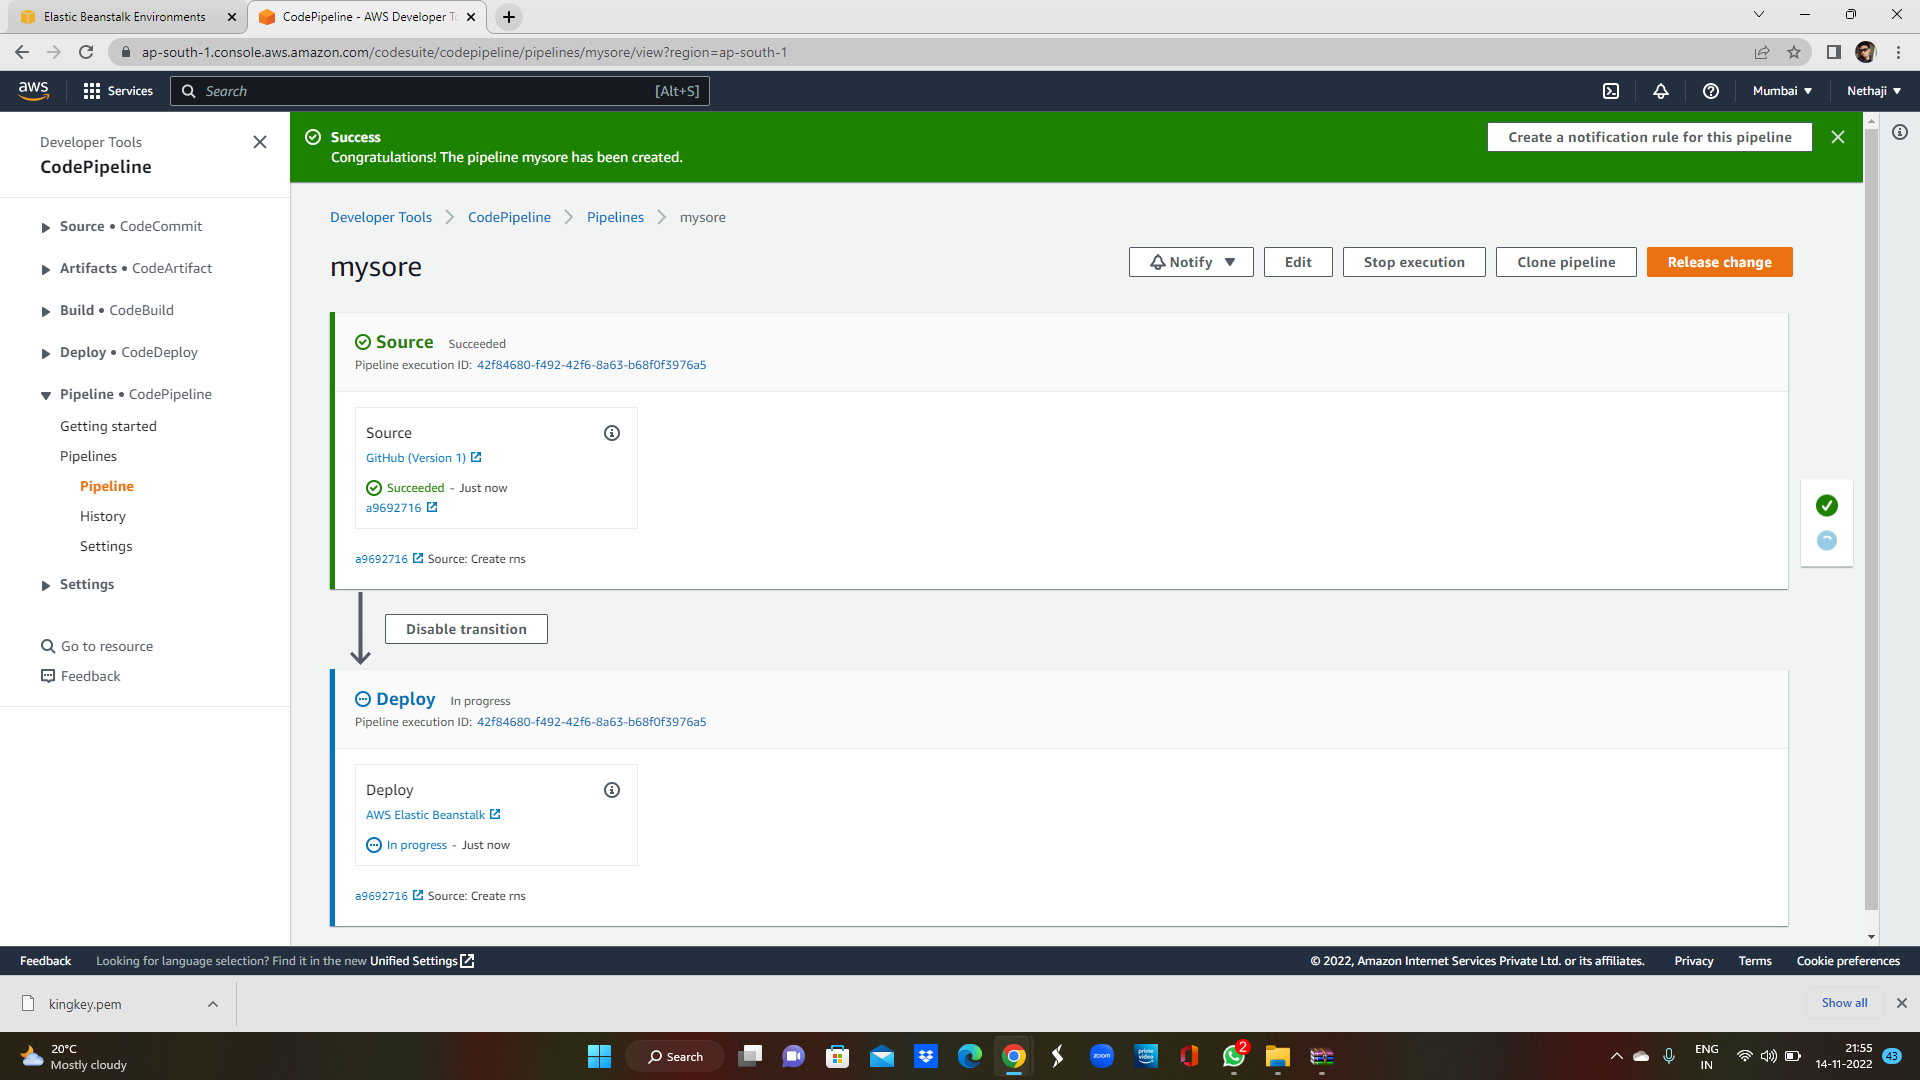 Elastic Beanstalk Environments
CodePipeline - AWS Developer To
ap-south-1.console.aws.amazon.com/codesuite/codepipeline/pipelines/mysore/view?region=ap-south-1
aws
Services
Search
[Alt+S]
Mumbai
Nethaji
Developer Tools
CodePipeline
Source • CodeCommit
Artifacts • CodeArtifact
Build • CodeBuild
Deploy • CodeDeploy
Pipeline • CodePipeline
Getting started
Pipelines
Pipeline
History
Settings
Settings
Go to resource
Feedback
Success
Congratulations! The pipeline mysore has been created.
Create a notification rule for this pipeline
Developer Tools
CodePipeline
Pipelines
mysore
mysore
Notify
Edit
Stop execution
Clone pipeline
Release change
Source Succeeded
Pipeline execution ID: 42f84680-f492-42f6-8a63-b68f0f3976a5
Source
GitHub (Version 1)
Succeeded - Just now
a9692716
a9692716 Source: Create rns
Disable transition
Deploy In progress
Pipeline execution ID: 42f84680-f492-42f6-8a63-b68f0f3976a5
Deploy
AWS Elastic Beanstalk
In progress - Just now
a9692716 Source: Create rns
Feedback
Looking for language selection? Find it in the new Unified Settings
© 2022, Amazon Internet Services Private Ltd. or its affiliates.
Privacy
Terms
Cookie preferences
kingkey.pem
Show all
20°C
Mostly cloudy
Search
zoom
prime video
2
ENG
IN
21:55
14-11-2022
43